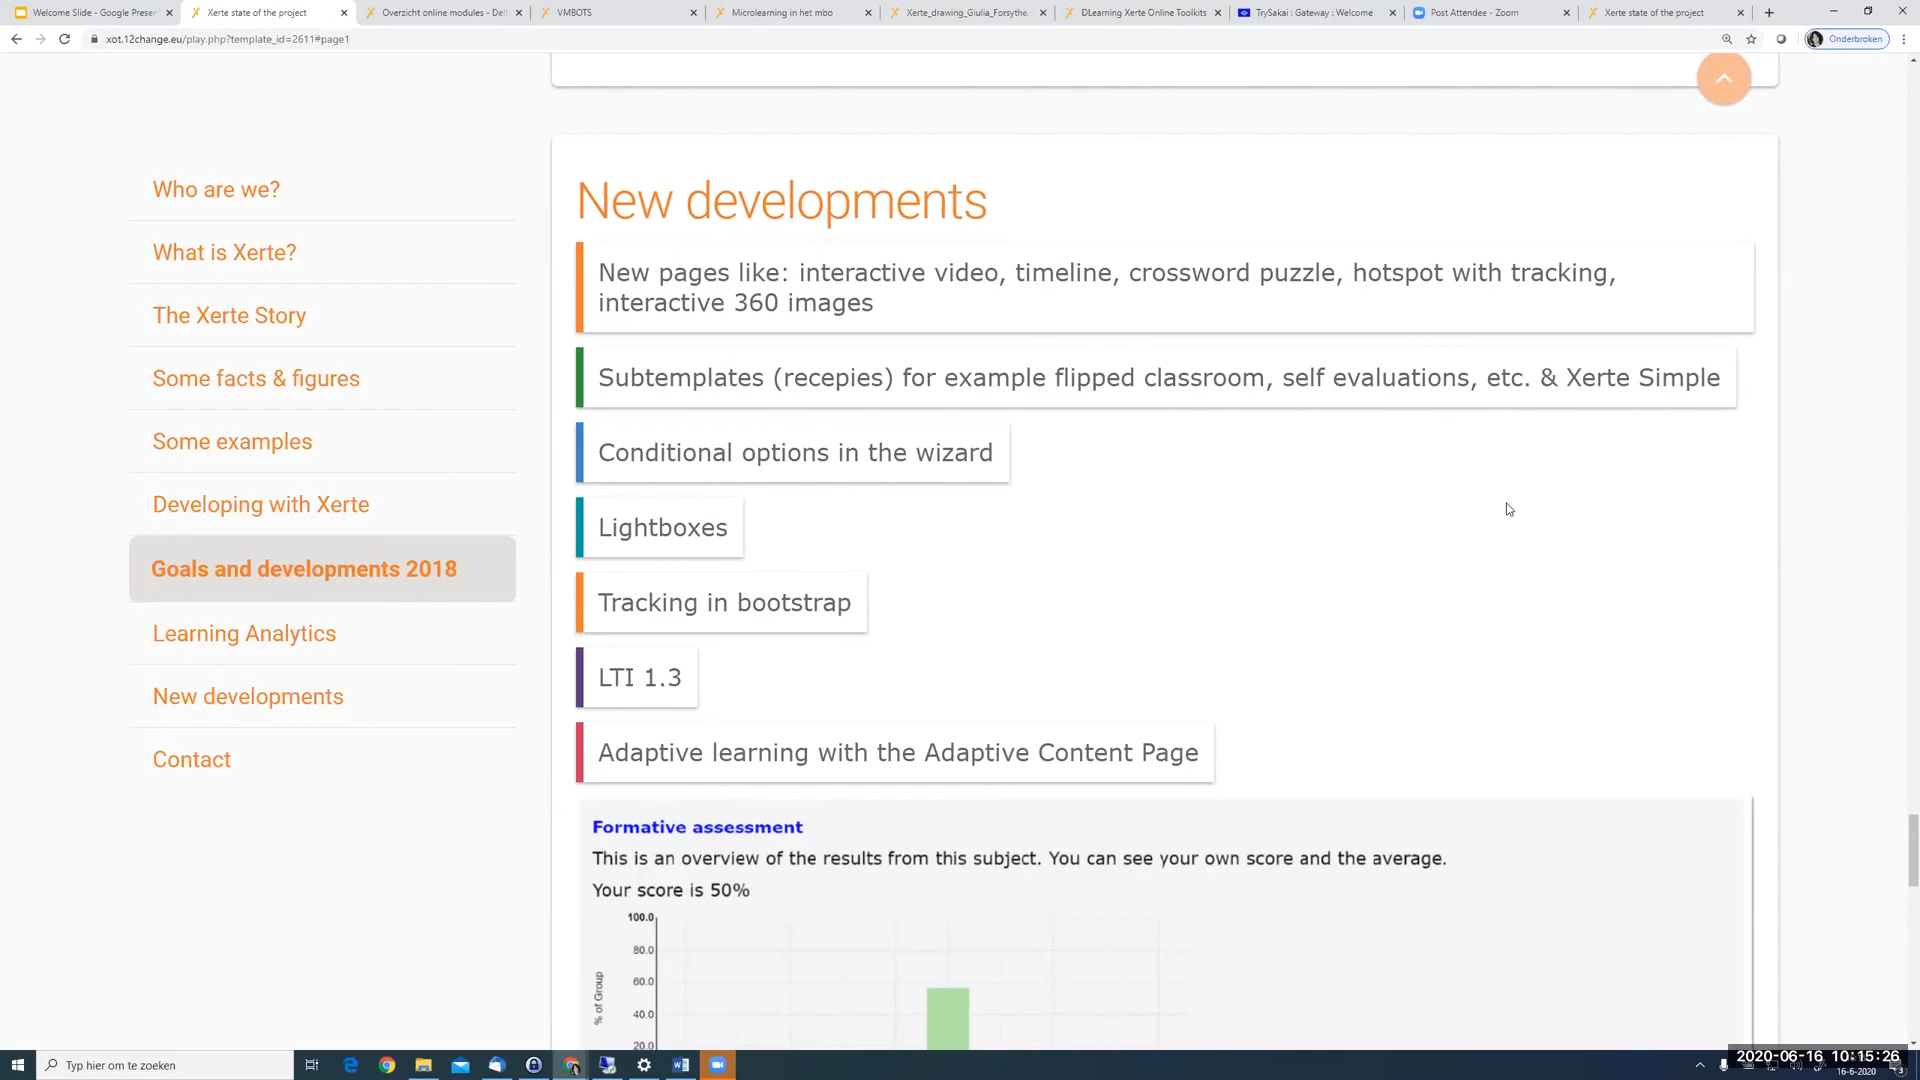 Welcome Slide - Google Presen
Xerte state of the project
Overzicht online modules - Del
VMBOTS
Microlearning in het mbo
Xerte_drawing_Giulia_Forsythe.
DLearning Xerte Online Toolkits
TrySakai : Gateway : Welcome
Post Attendee - Zoom
Xerte state of the project
xot.12change.eu/play.php?template_id=2611#page1
Onderbroken
Who are we?
What is Xerte?
The Xerte Story
Some facts & figures
Some examples
Developing with Xerte
Goals and developments 2018
Learning Analytics
New developments
Contact
New developments
New pages like: interactive video, timeline, crossword puzzle, hotspot with tracking,
interactive 360 images
Subtemplates (recepies) for example flipped classroom, self evaluations, etc. & Xerte Simple
Conditional options in the wizard
Lightboxes
Tracking in bootstrap
LTI 1.3
Adaptive learning with the Adaptive Content Page
Formative assessment
This is an overview of the results from this subject. You can see your own score and the average.
Your score is 50%
100.0
80.0
60.0
40.0
20.0
% of Group
Typ hier om te zoeken
2020-06-16 10:15:26
16-6-2020